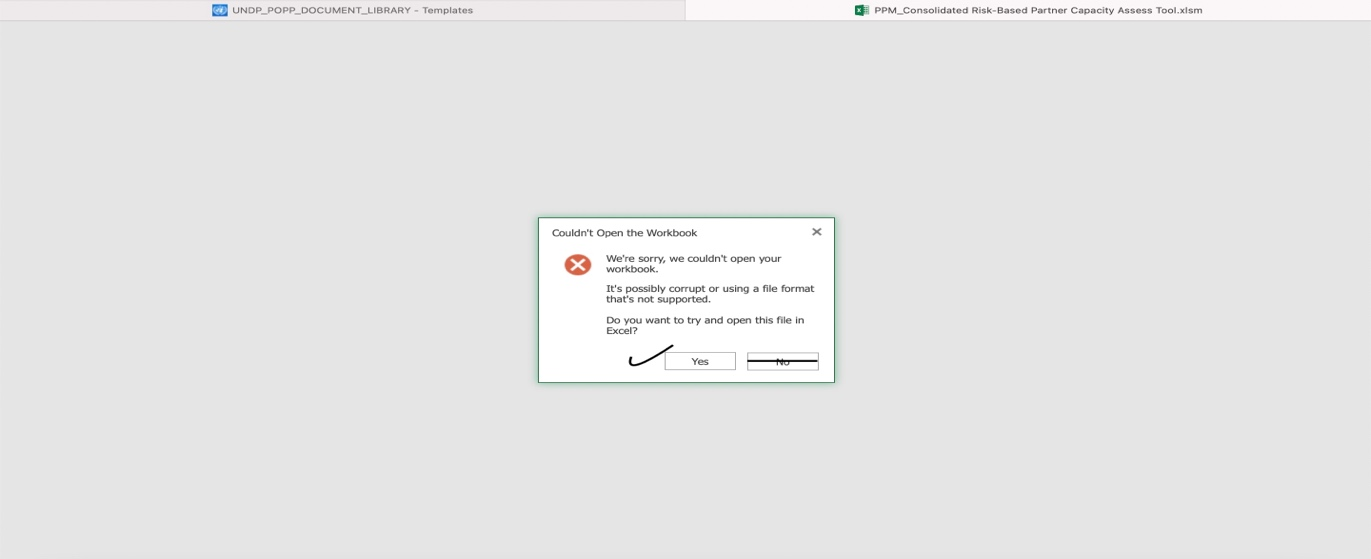 UNDP_POPP_DOCUMENT_LIBRARY - Templates
PPM_Consolidated Risk-Based Partner Capacity Assess Tool.xlsm
Couldn't Open the Workbook
We're sorry, we couldn't open your
workbook.
It's possibly corrupt or using a file format
that's not supported.
Do you want to try and open this file in
Excel?
Yes
No